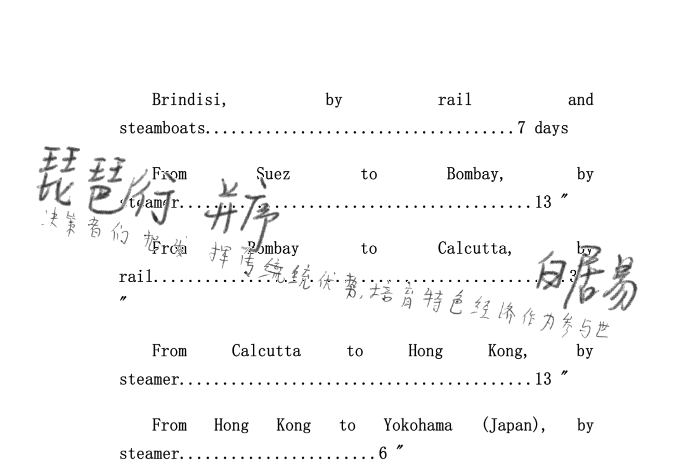 Brindisi, by rail and
steamboats.....................................7 days
琵琶行 并序
From Suez to Bombay, by
steamer..........................................13 〃
决策者们 挥传统统优势,培育特色经济作为参与世
From Bombay to Calcutta, by
rail.................................................3
〃
白居易
From Calcutta to Hong Kong, by
steamer..........................................13 〃
From Hong Kong to Yokohama (Japan), by
steamer.......................6 〃